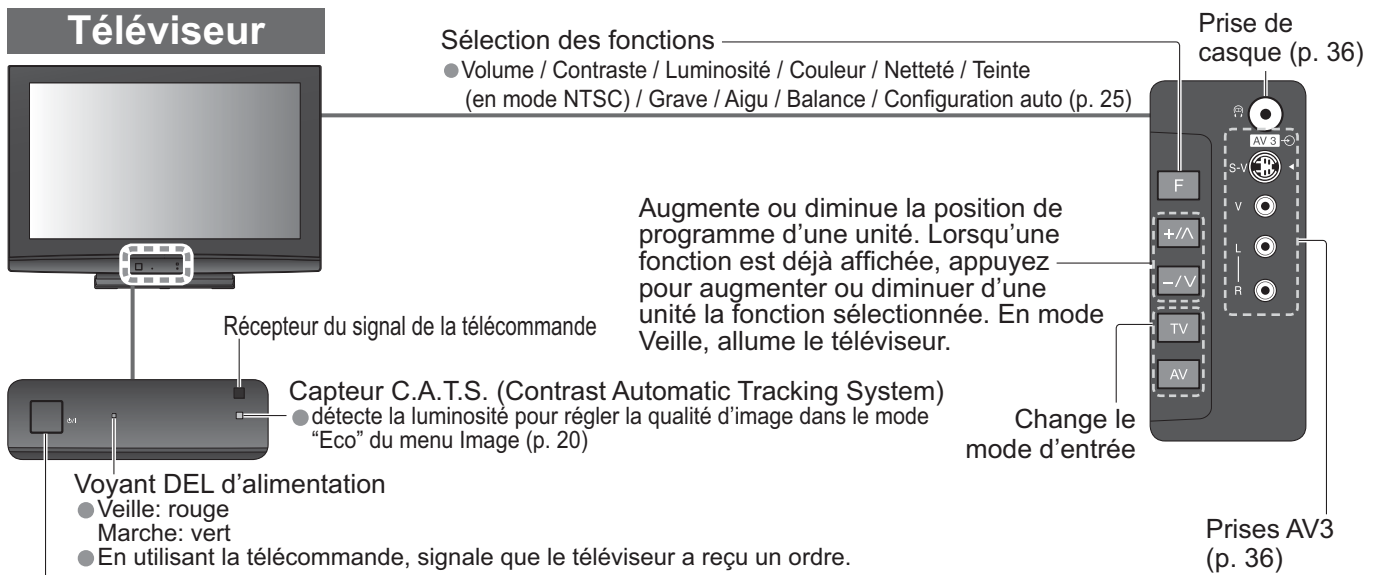 Téléviseur
Sélection des fonctions
●Volume / Contraste / Luminosité / Couleur / Netteté / Teinte
(en mode NTSC) / Grave / Aigu / Balance / Configuration auto (p. 25)
Prise de
casque (p. 36)
AV 3
S-V
V
L
R
F
+/∧
−/∨
TV
AV
Augmente ou diminue la position de
programme d’une unité. Lorsqu’une
fonction est déjà affichée, appuyez
pour augmenter ou diminuer d’une
unité la fonction sélectionnée. En mode
Veille, allume le téléviseur.
Change le
mode d’entrée
Prises AV3
(p. 36)
Récepteur du signal de la télécommande
Capteur C.A.T.S. (Contrast Automatic Tracking System)
●détecte la luminosité pour régler la qualité d’image dans le mode
“Eco” du menu Image (p. 20)
Voyant DEL d’alimentation
●Veille: rouge
Marche: vert
●En utilisant la télécommande, signale que le téléviseur a reçu un ordre.